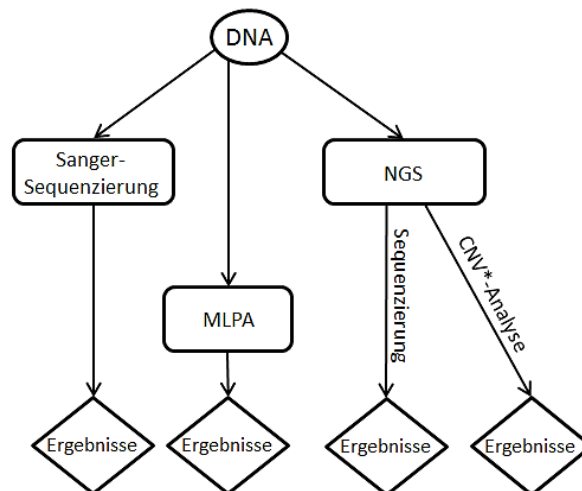 DNA
Sanger-
Sequenzierung
NGS
MLPA
Sequenzierung
CNV*-Analyse
Ergebnisse
Ergebnisse
Ergebnisse
Ergebnisse